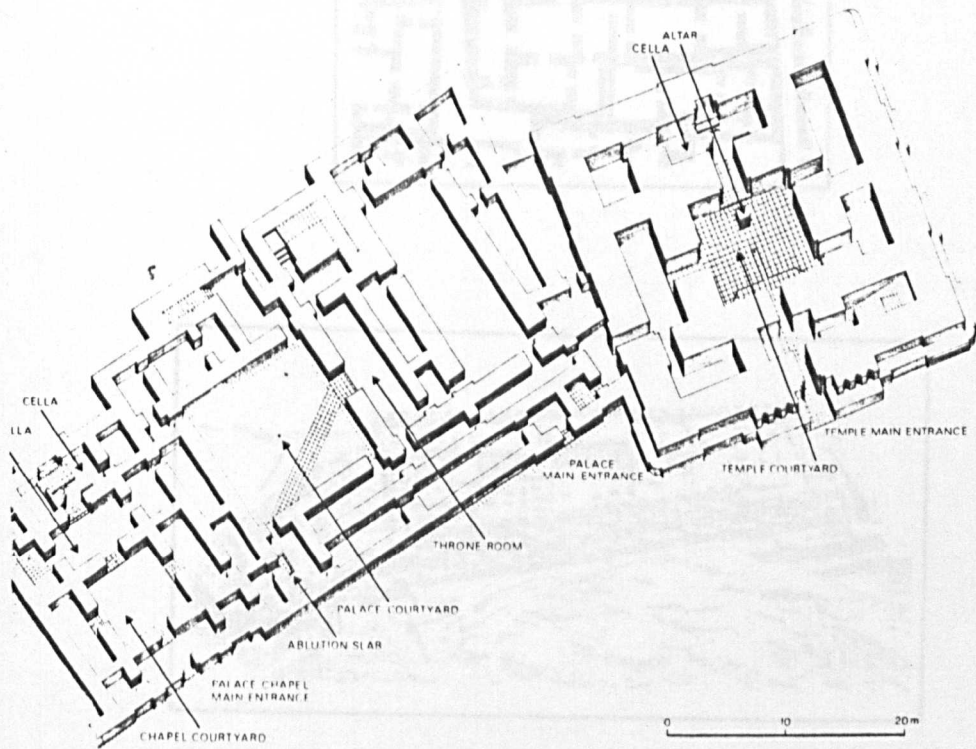 ALTAR
CELLA
CELLA
LLA
TEMPLE MAIN ENTRANCE
PALACE
MAIN ENTRANCE
TEMPLE COURTYARD
THRONE ROOM
PALACE COURTYARD
ABLUTION SLAB
PALACE CHAPEL
MAIN ENTRANCE
CHAPEL COURTYARD
0 10 20 m